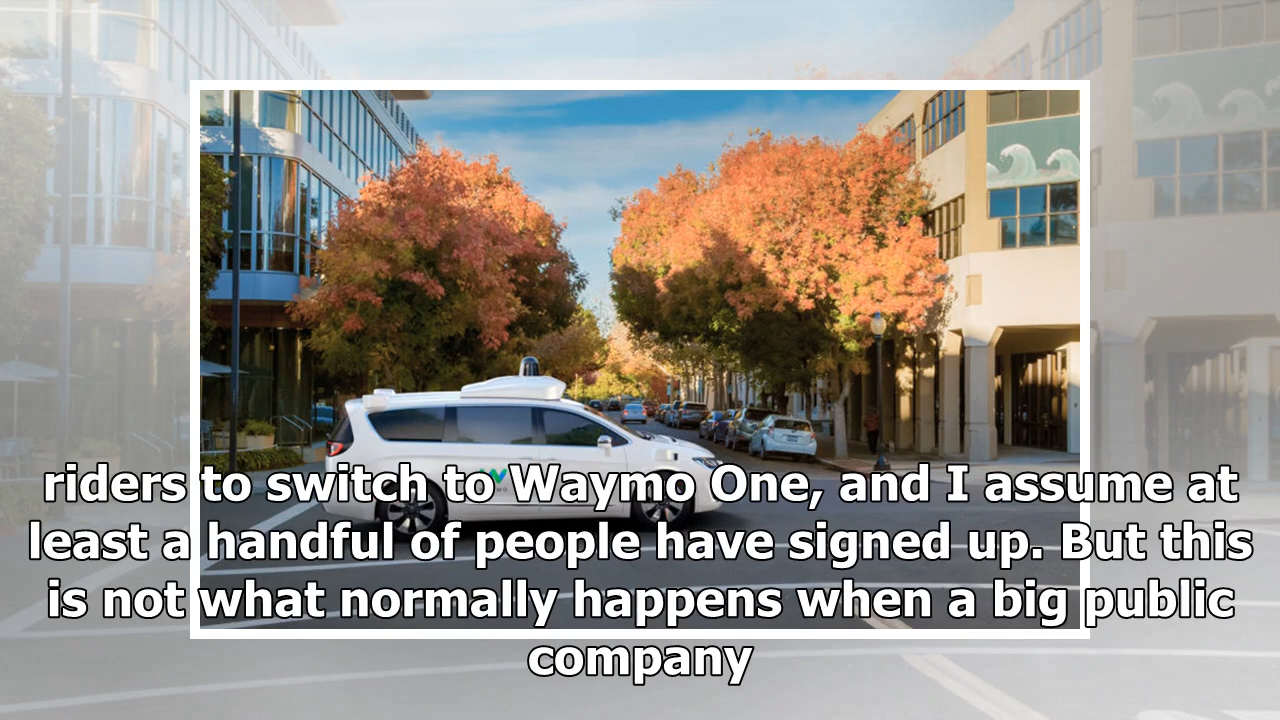 riders to switch to Waymo One, and I assume at
least a handful of people have signed up. But this
is not what normally happens when a big public
company